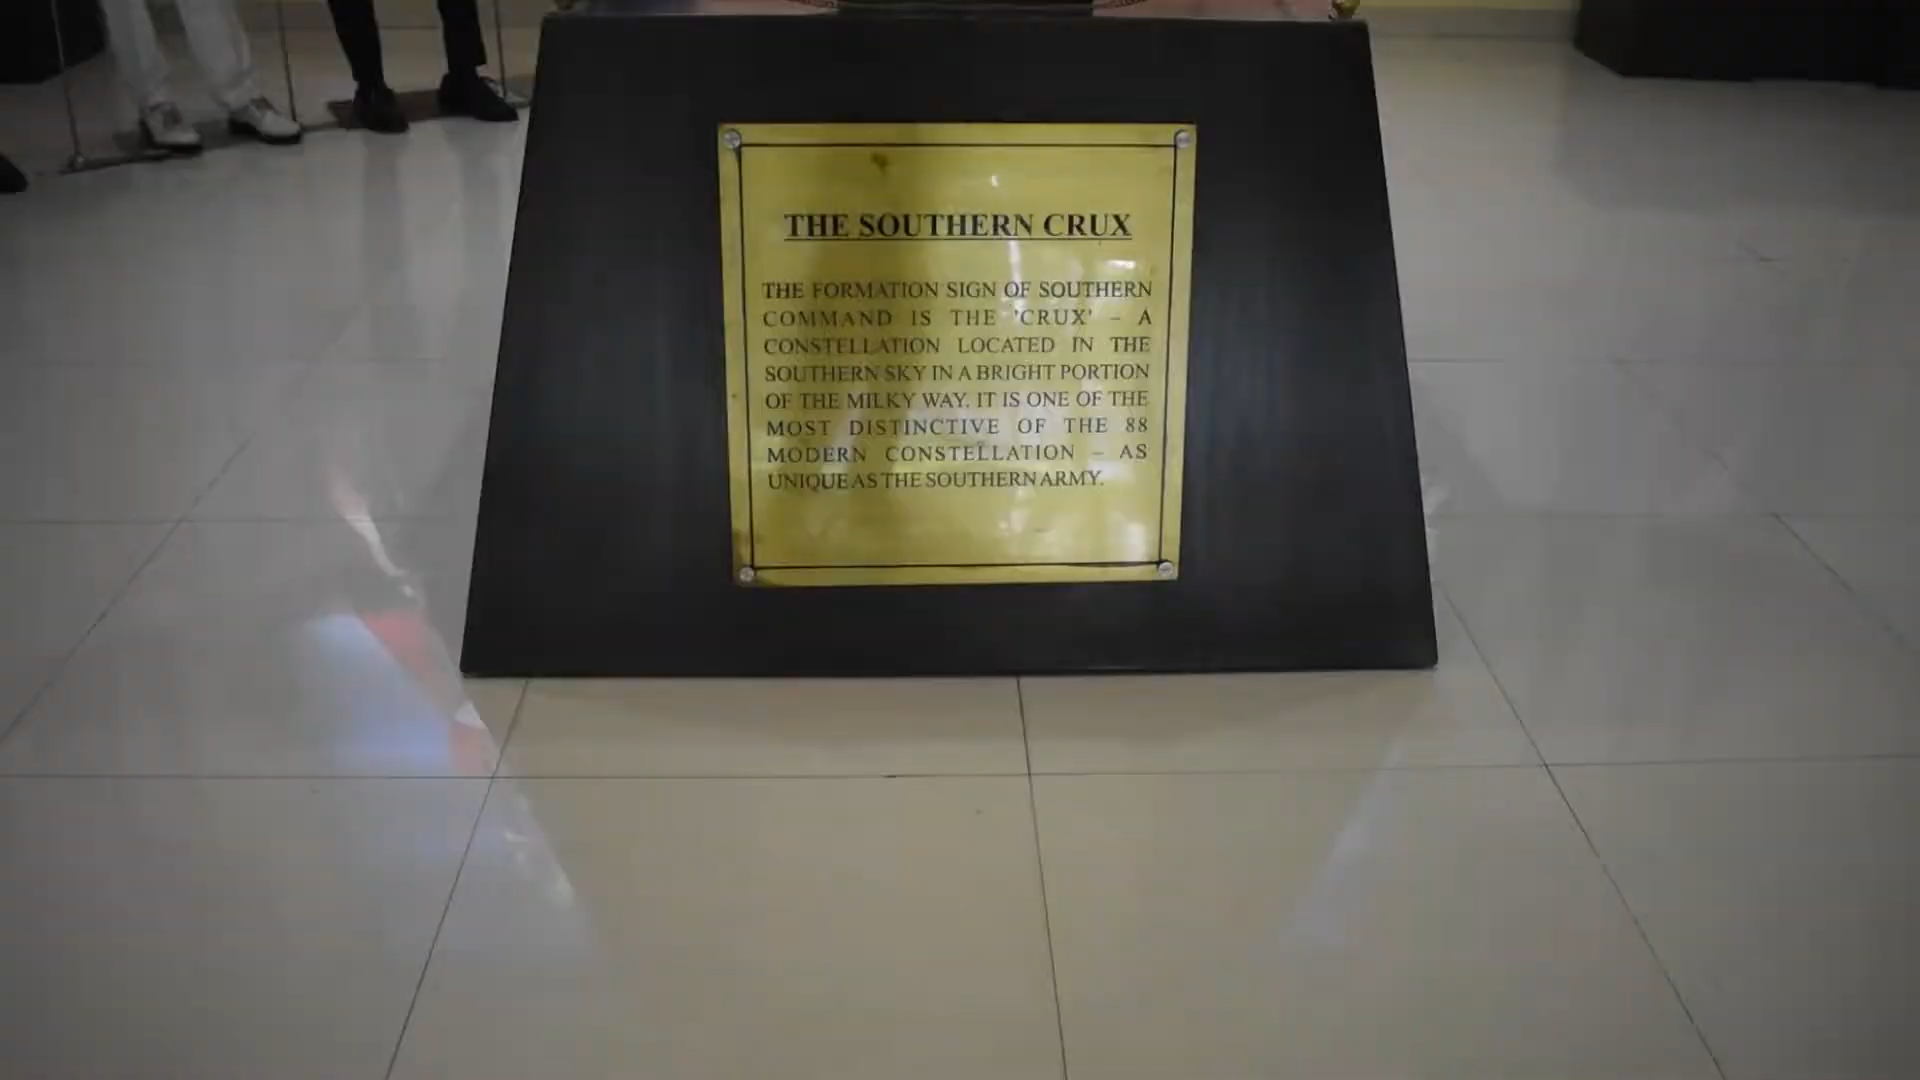 THE SOUTHERN CRUX
THE FORMATION SIGN OF SOUTHERN
COMMAND IS THE 'CRUX' – A
CONSTELLATION LOCATED IN THE
SOUTHERN SKY IN A BRIGHT PORTION
OF THE MILKY WAY. IT IS ONE OF THE
MOST DISTINCTIVE OF THE 88
MODERN CONSTELLATION – AS
UNIQUE AS THE SOUTHERN ARMY.